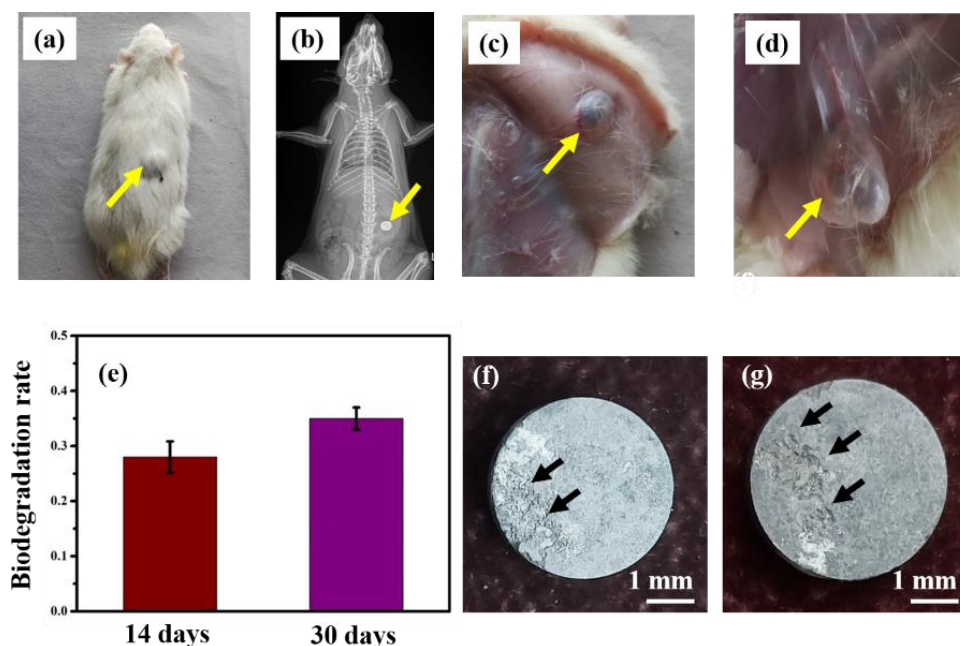 (a)
(b)
(c)
(d)
L
(e)
Biodegradation rate
0.5
0.4
0.3
0.2
0.1
0.0
14 days
30 days
(f)
1 mm
(g)
1 mm